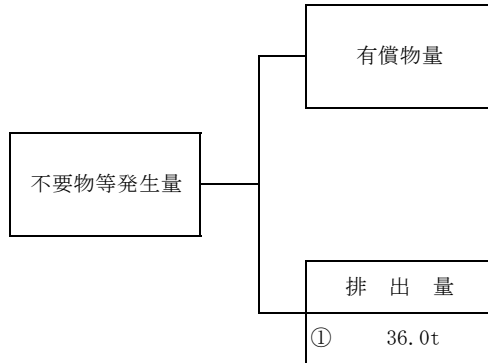 有償物量
不要物等発生量
排 出 量
① 36.0t